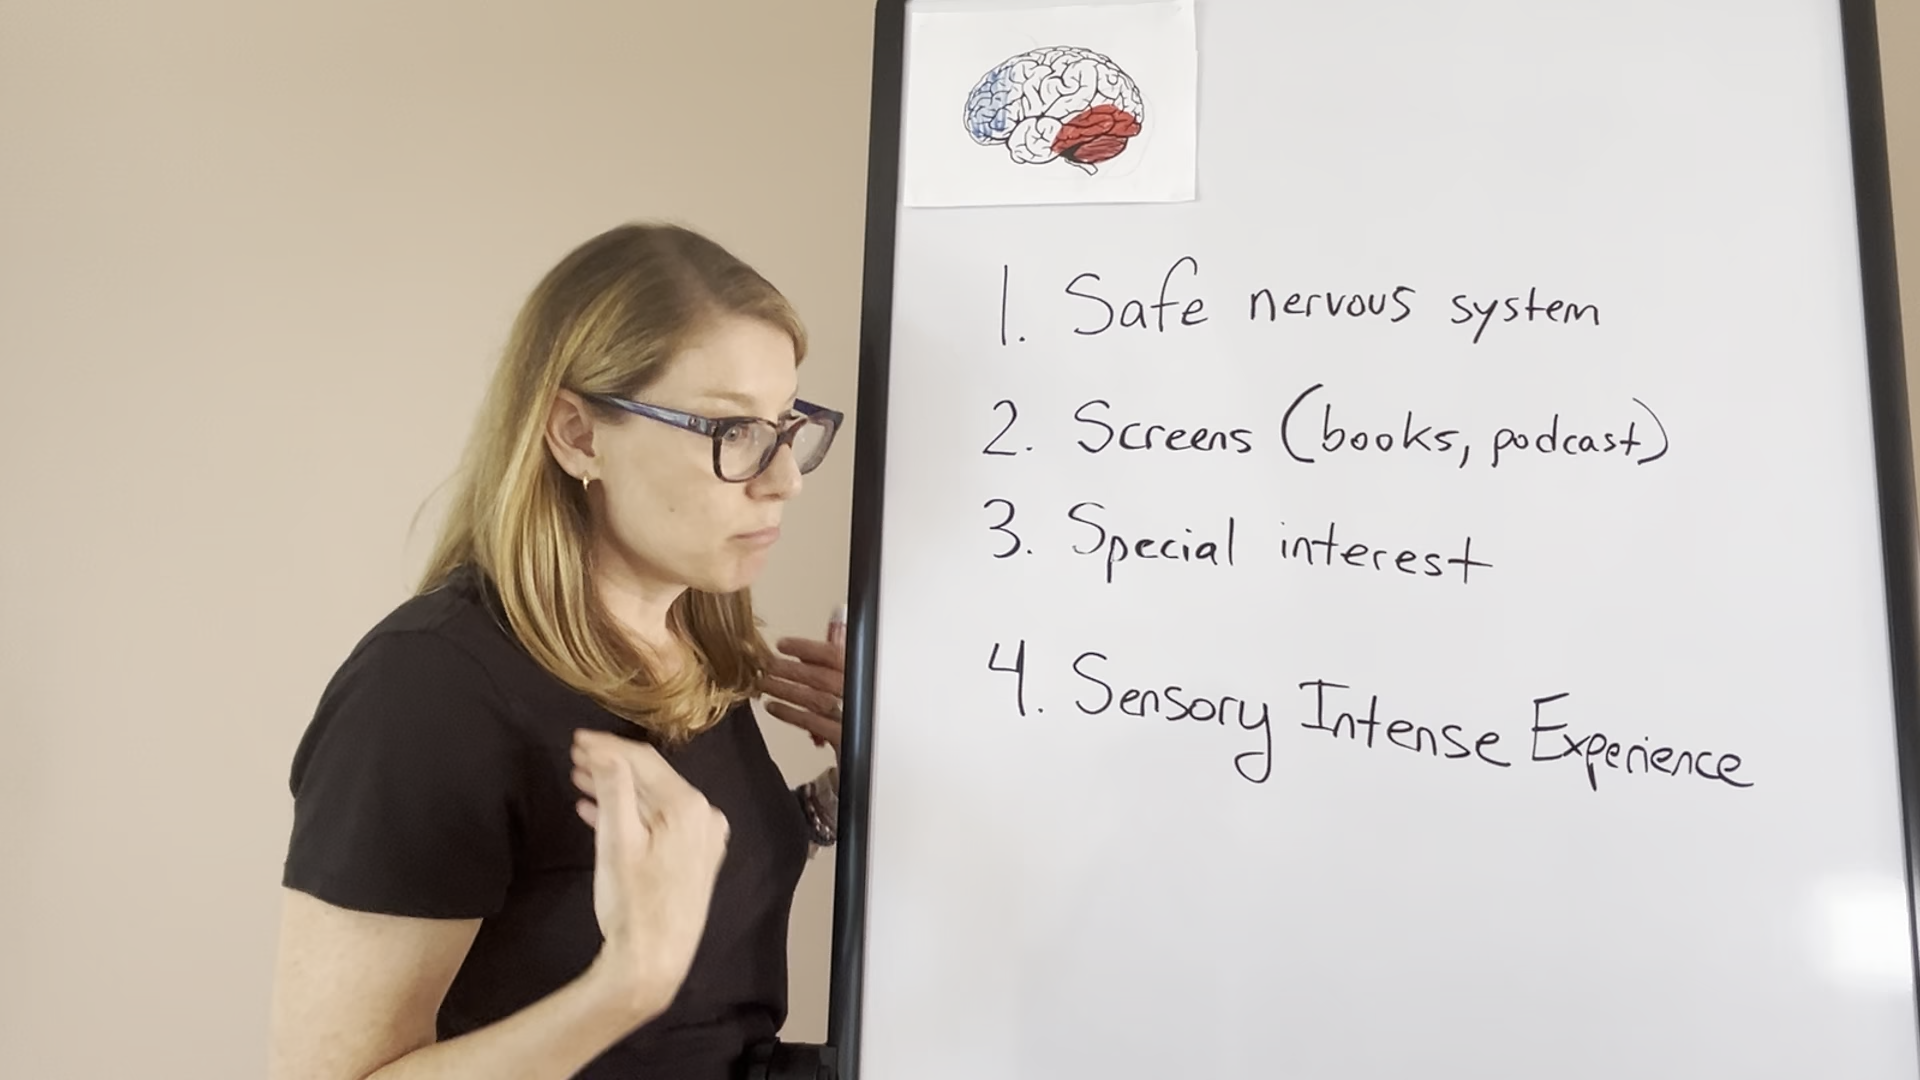 1. Safe nervous system
2. Screens (books, podcast)
3. Special interest
4. Sensory Intense Experience